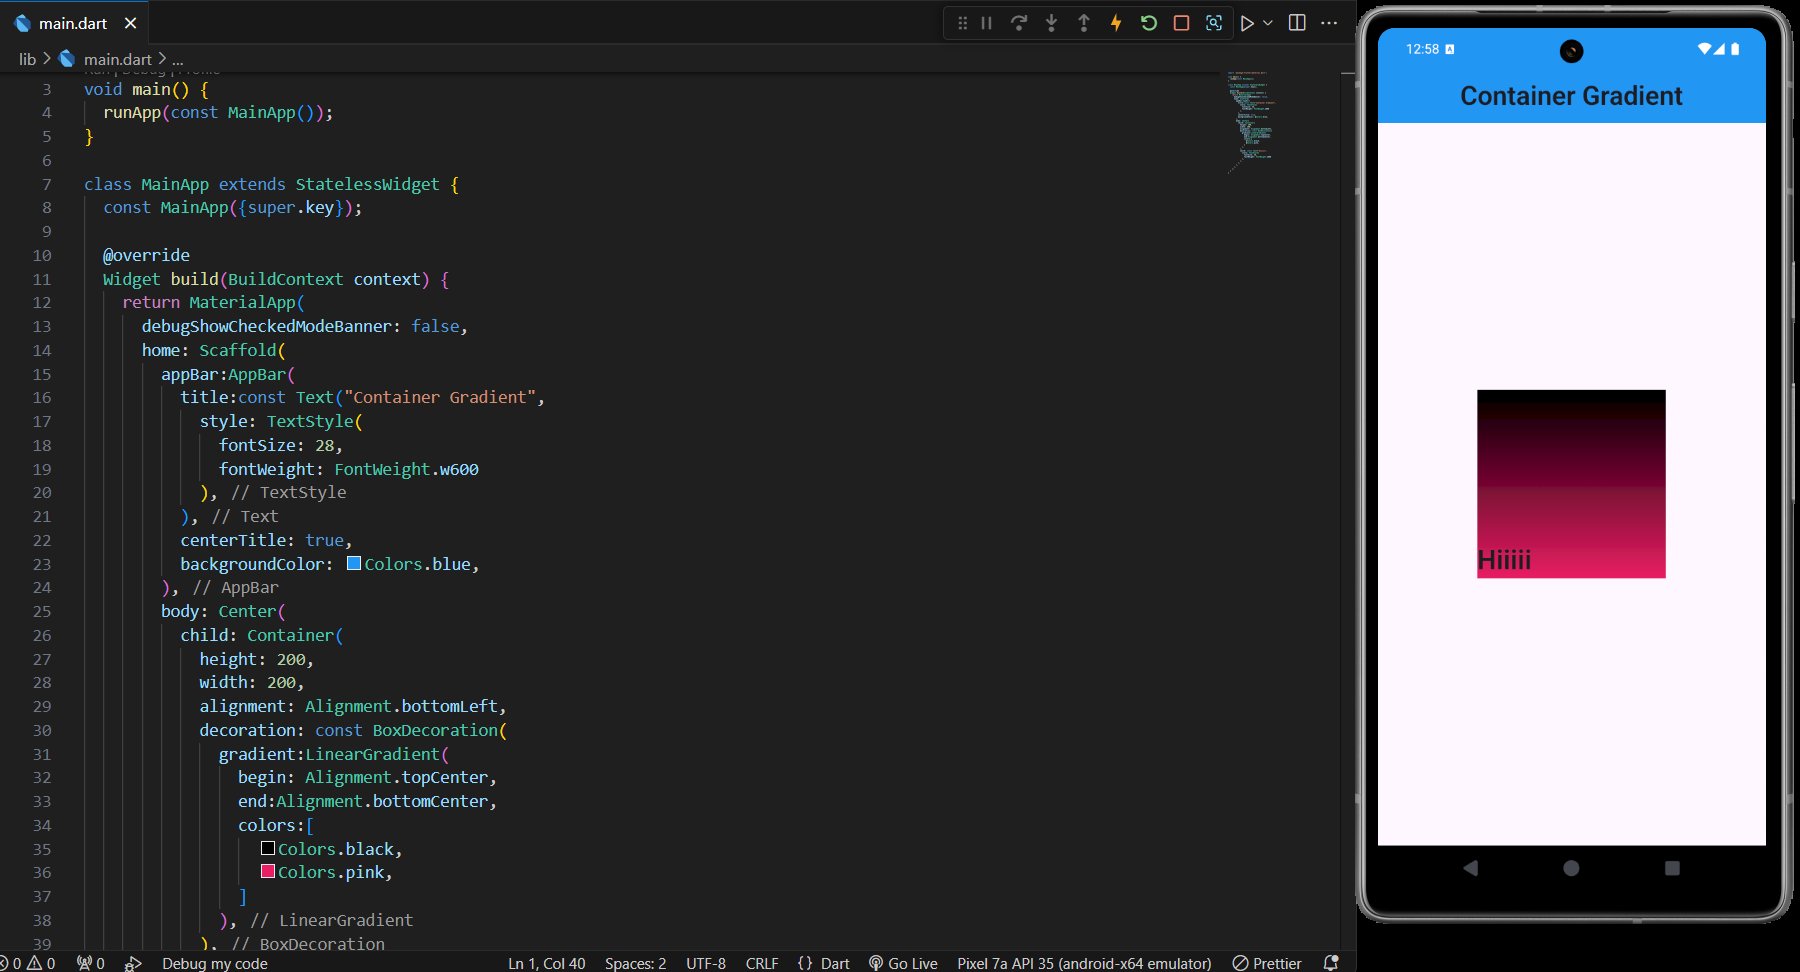 main.dart
lib > main.dart > ...
Run | Debug | Profile
3 void main() {
4 runApp(const MainApp());
5 }
6
7 class MainApp extends StatelessWidget {
8 const MainApp({super.key});
9
10 @override
11 Widget build(BuildContext context) {
12 return MaterialApp(
13 debugShowCheckedModeBanner: false,
14 home: Scaffold(
15 appBar:AppBar(
16 title:const Text("Container Gradient",
17 style: TextStyle(
18 fontSize: 28,
19 fontWeight: FontWeight.w600
20 ), // TextStyle
21 ), // Text
22 centerTitle: true,
23 backgroundColor: Colors.blue,
24 ), // AppBar
25 body: Center(
26 child: Container(
27 height: 200,
28 width: 200,
29 alignment: Alignment.bottomLeft,
30 decoration: const BoxDecoration(
31 gradient:LinearGradient(
32 begin: Alignment.topCenter,
33 end:Alignment.bottomCenter,
34 colors:[
35 Colors.black,
36 Colors.pink,
37 ]
38 ), // LinearGradient
39 ), // BoxDecoration
0 0 0 Debug my code Ln 1, Col 40 Spaces: 2 UTF-8 CRLF {} Dart Go Live Pixel 7a API 35 (android-x64 emulator) Prettier
12:58 A
Container Gradient
Hiiiii